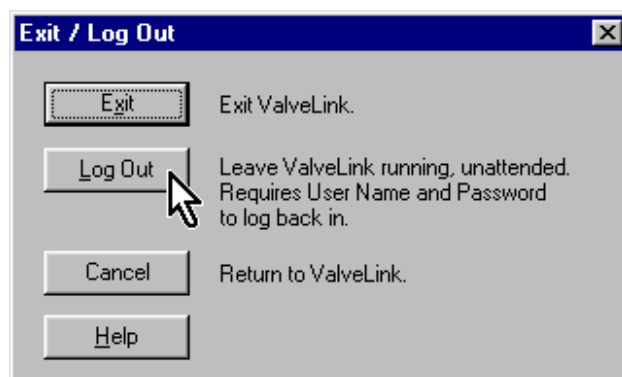 Exit / Log Out
Exit Exit ValveLink.
Log Out Leave ValveLink running, unattended.
Requires User Name and Password
to log back in.
Cancel Return to ValveLink.
Help